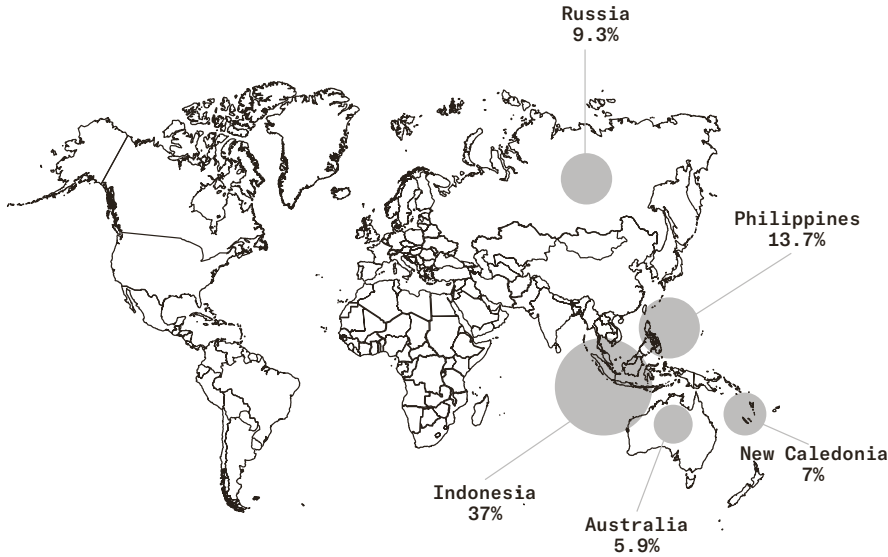 Russia
9.3%
Philippines
13.7%
New Caledonia
7%
Indonesia
37%
Australia
5.9%